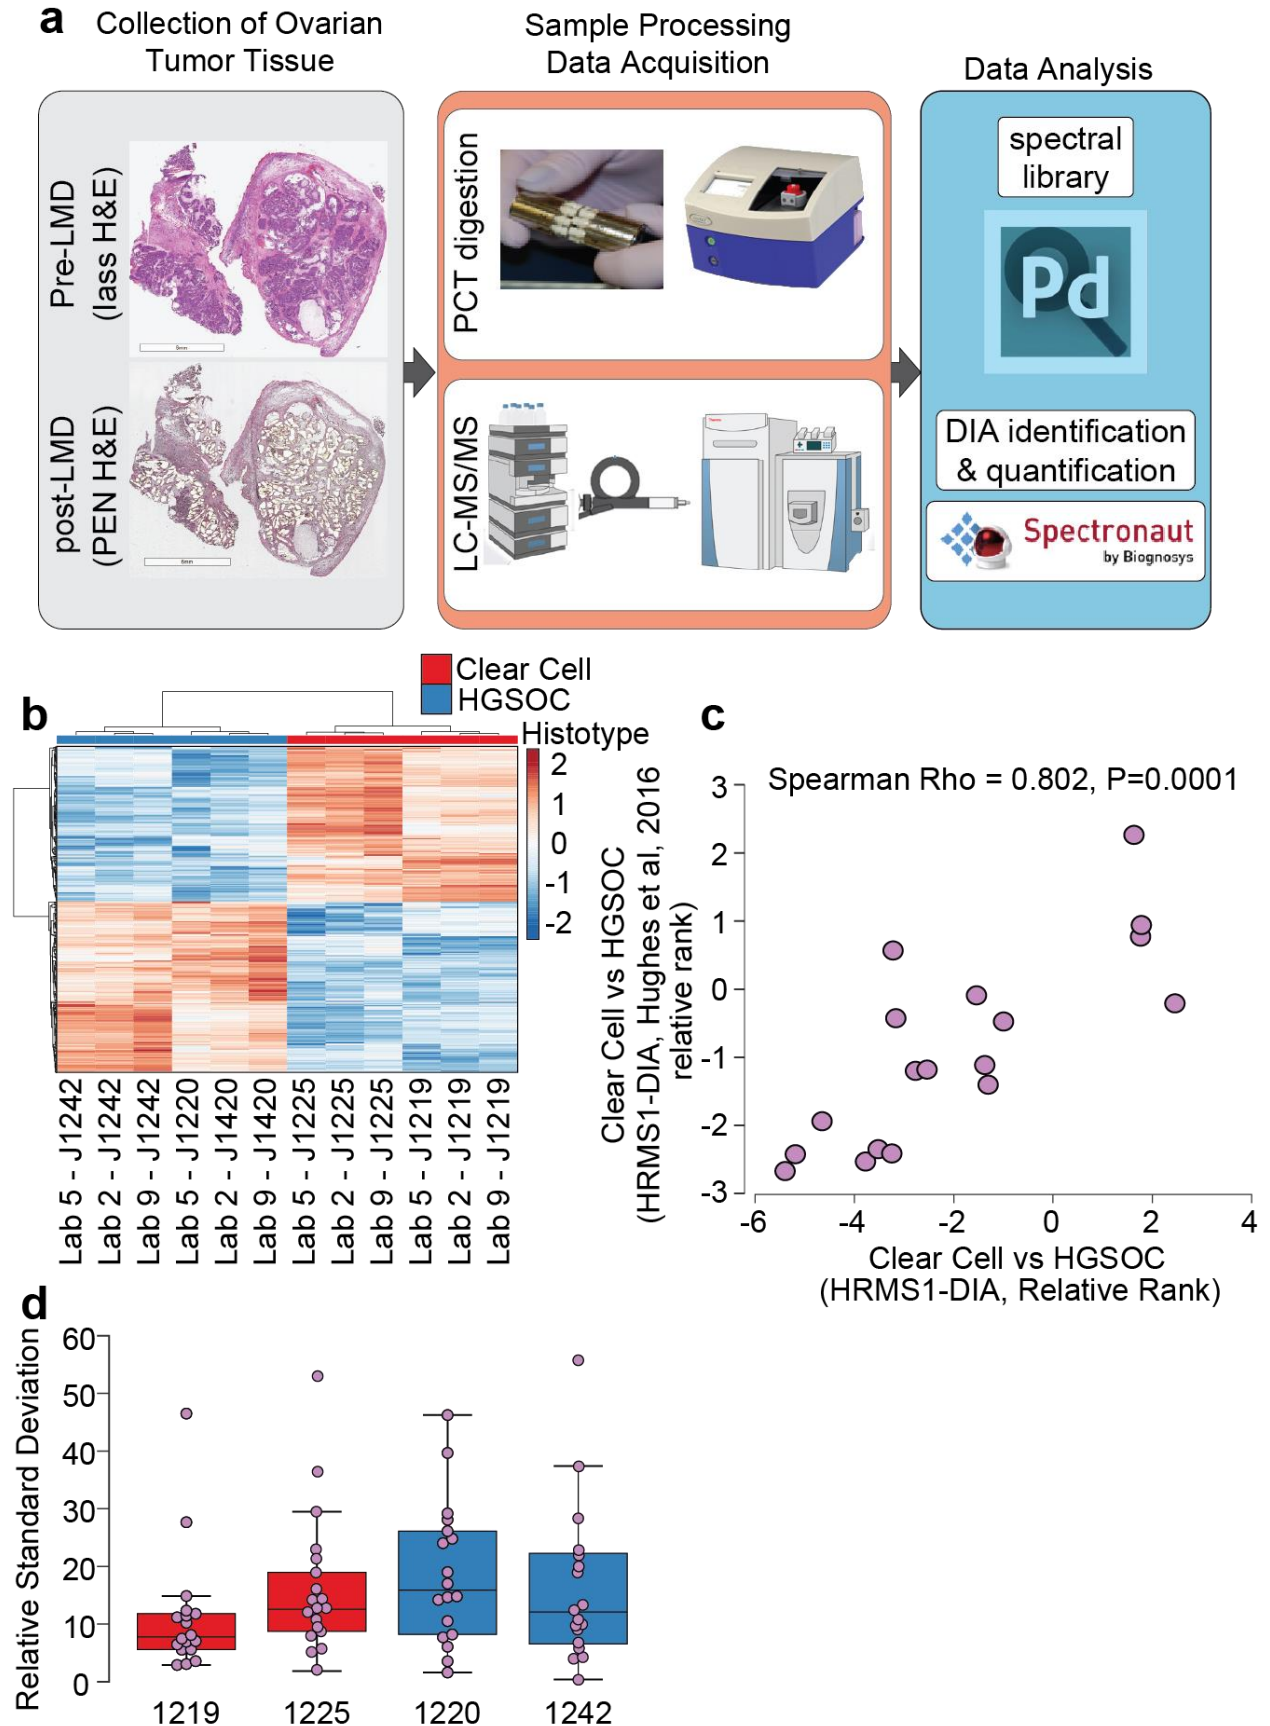 a
Collection of Ovarian
Tumor Tissue
Sample Processing
Data Acquisition
Data Analysis
Pre-LMD
(lass H&E)
post-LMD
(PEN H&E)
6mm
PCT digestion
LC-MS/MS
spectral
library
Pd
DIA identification
& quantification
Spectronaut
by Biognosys
b
Clear Cell
HGSOC
Histotype
2
1
0
-1
-2
Lab 5 - J1242
Lab 2 - J1242
Lab 9 - J1242
Lab 5 - J1220
Lab 2 - J1420
Lab 9 - J1420
Lab 5 - J1225
Lab 2 - J1225
Lab 9 - J1225
Lab 5 - J1219
Lab 2 - J1219
Lab 9 - J1219
c
Spearman Rho = 0.802, P=0.0001
Clear Cell vs HGSOC
(HRMS1-DIA, Hughes et al, 2016
relative rank)
3
2
1
0
-1
-2
-3
-6 -4 -2 0 2 4
Clear Cell vs HGSOC
(HRMS1-DIA, Relative Rank)
d
Relative Standard Deviation
60
50
40
30
20
10
0
1219 1225 1220 1242